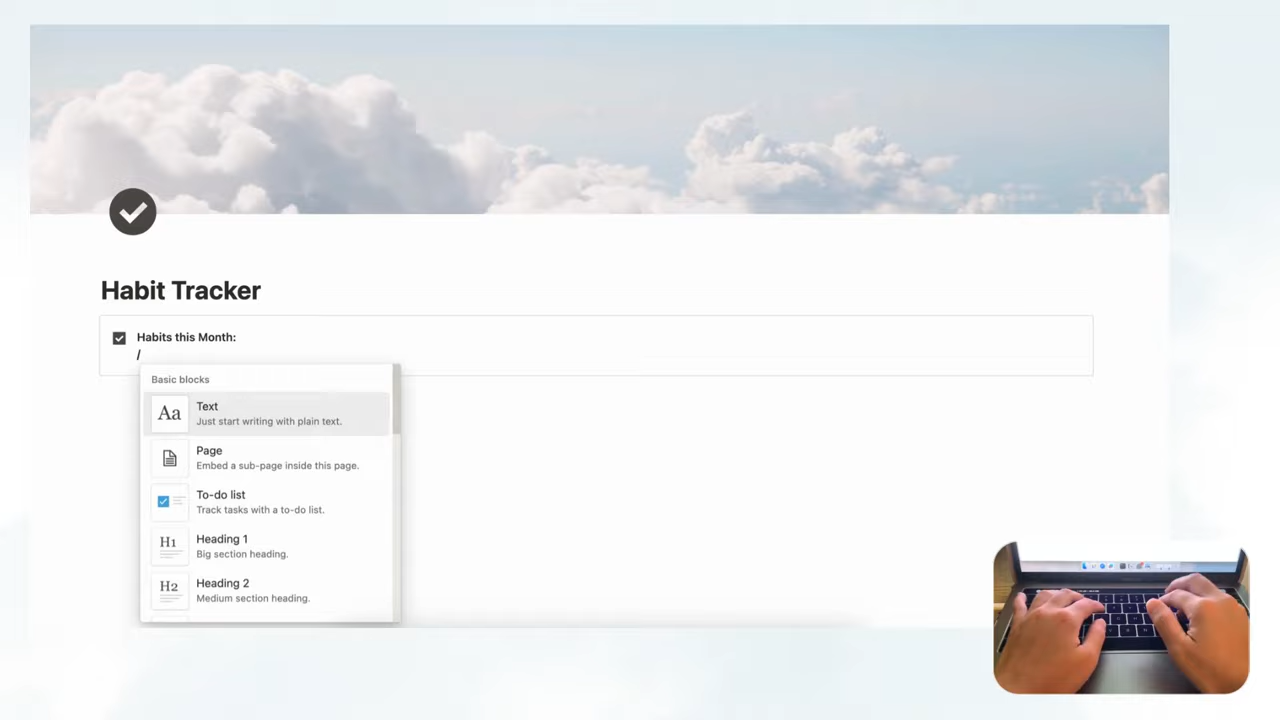 Habit Tracker
Habits this Month:
/
Basic blocks
Aa
Text
Just start writing with plain text.
Page
Embed a sub-page inside this page.
To-do list
Track tasks with a to-do list.
H1
Heading 1
Big section heading.
H2
Heading 2
Medium section heading.